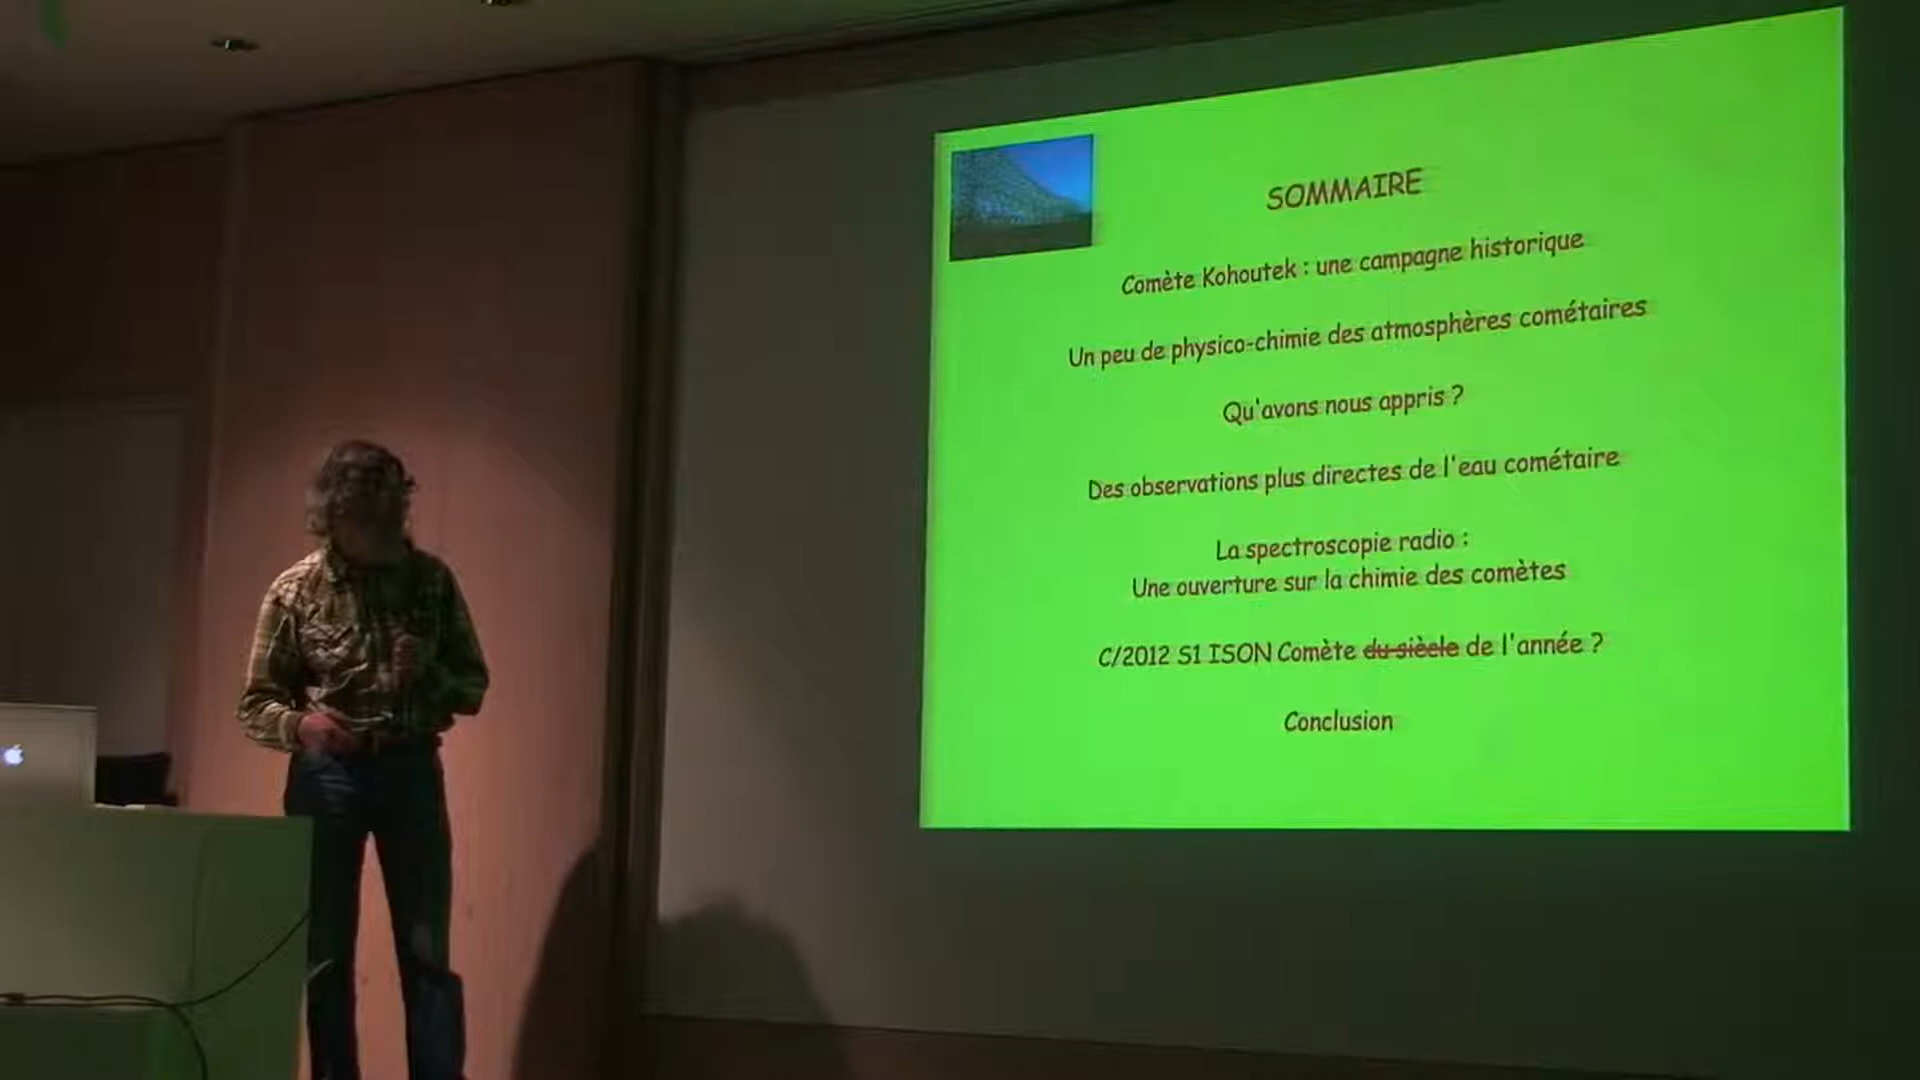 SOMMAIRE
Comète Kohoutek : une campagne historique
Un peu de physico-chimie des atmosphères cométaires
Qu'avons nous appris ?
Des observations plus directes de l'eau cométaire
La spectroscopie radio :
Une ouverture sur la chimie des comètes
C/2012 S1 ISON Comète du siècle de l'année ?
Conclusion